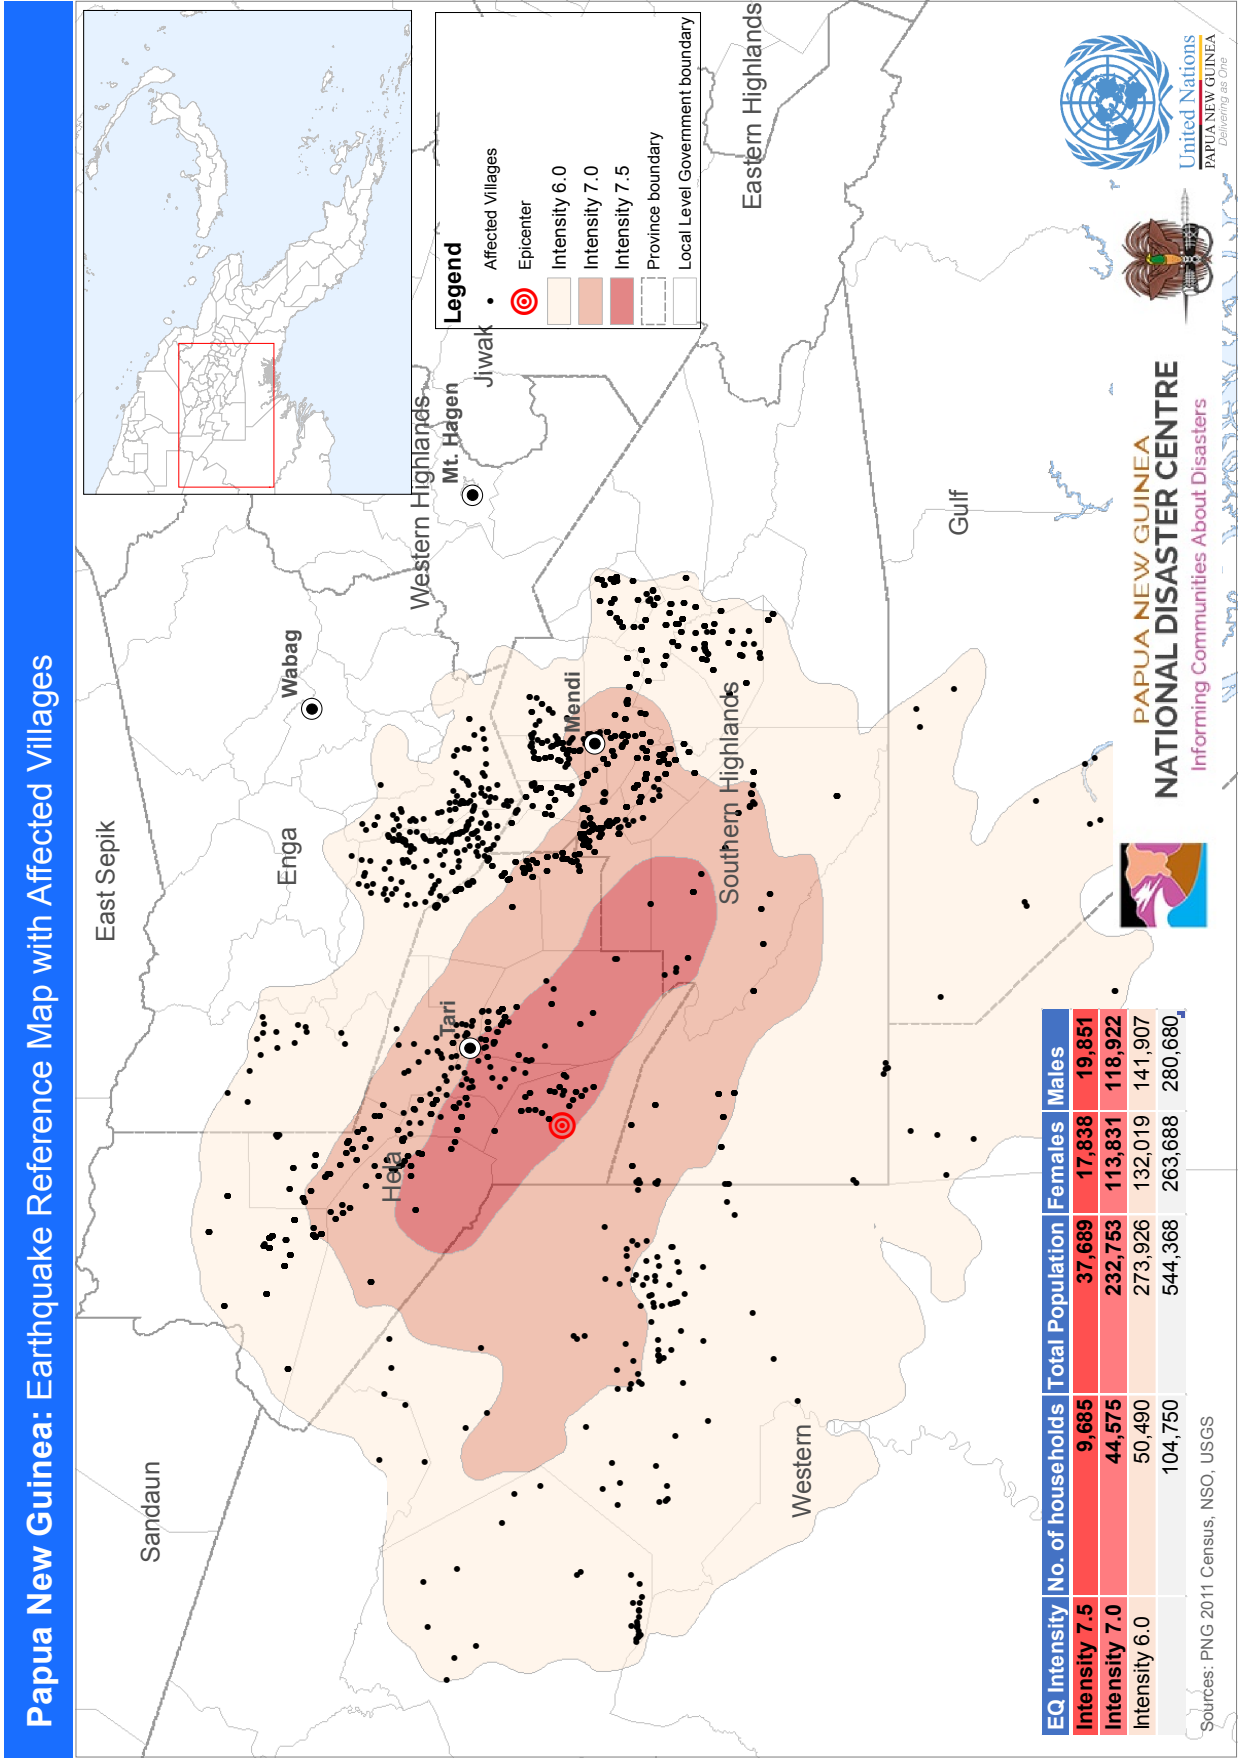 Papua New Guinea: Earthquake Reference Map with Affected Villages
Sandaun
East Sepik
Enga
Wabag
Western Highlands
Mt. Hagen
Jiwak
Hela
Tari
Mendi
Southern Highlands
Eastern Highlands
Western
Gulf
Legend
Affected Villages
Epicenter
Intensity 6.0
Intensity 7.0
Intensity 7.5
Province boundary
Local Level Government boundary
EQ Intensity No. of households Total Population Females Males
Intensity 7.5 9,685 37,689 17,838 19,851
Intensity 7.0 44,575 232,753 113,831 118,922
Intensity 6.0 50,490 273,926 132,019 141,907
104,750 544,368 263,688 280,680
Sources: PNG 2011 Census, NSO, USGS
PAPUA NEW GUINEA
NATIONAL DISASTER CENTRE
Informing Communities About Disasters
United Nations
PAPUA NEW GUINEA
Delivering as One